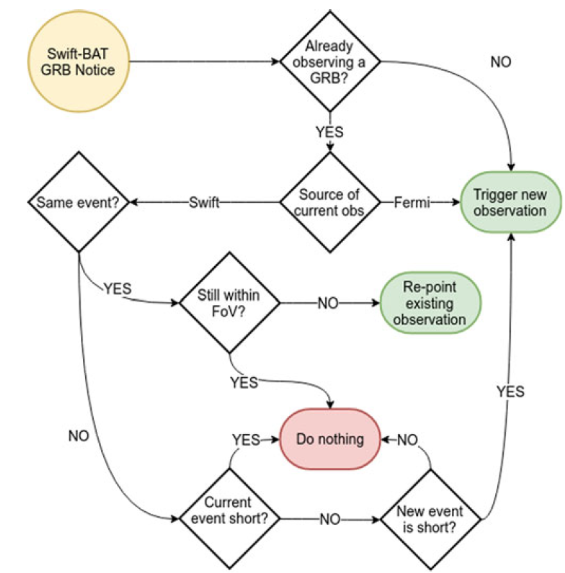 Swift-BAT
GRB Notice
Already
observing a
GRB?
NO
YES
Same event?
Swift
Source of
current obs
Fermi
Trigger new
observation
YES
Still within
FoV?
NO
Re-point
existing
observation
YES
YES
NO
YES
Do nothing
NO
Current
event short?
NO
New event
is short?